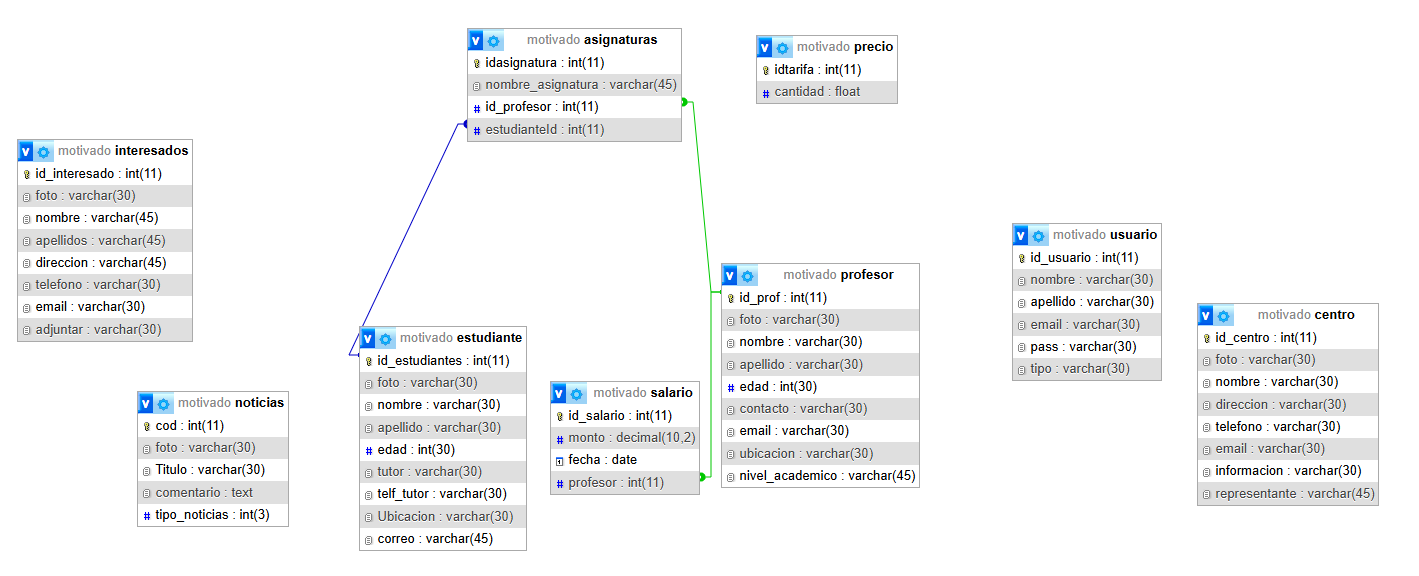 motivado asignaturas
idasignatura : int(11)
nombre_asignatura : varchar(45)
# id_profesor : int(11)
# estudianteId : int(11)
motivado precio
idtarifa : int(11)
# cantidad : float
motivado interesados
id_interesado : int(11)
foto : varchar(30)
nombre : varchar(45)
apellidos : varchar(45)
direccion : varchar(45)
telefono : varchar(30)
email : varchar(30)
adjuntar : varchar(30)
motivado noticias
cod : int(11)
foto : varchar(30)
Titulo : varchar(30)
comentario : text
# tipo_noticias : int(3)
motivado estudiante
id_estudiantes : int(11)
foto : varchar(30)
nombre : varchar(30)
apellido : varchar(30)
# edad : int(30)
tutor : varchar(30)
telf_tutor : varchar(30)
Ubicacion : varchar(30)
correo : varchar(45)
motivado salario
id_salario : int(11)
# monto : decimal(10,2)
fecha : date
# profesor : int(11)
motivado profesor
id_prof : int(11)
foto : varchar(30)
nombre : varchar(30)
apellido : varchar(30)
# edad : int(30)
contacto : varchar(30)
email : varchar(30)
ubicacion : varchar(30)
nivel_academico : varchar(45)
motivado usuario
id_usuario : int(11)
nombre : varchar(30)
apellido : varchar(30)
email : varchar(30)
pass : varchar(30)
tipo : varchar(30)
motivado centro
id_centro : int(11)
foto : varchar(30)
nombre : varchar(30)
direccion : varchar(30)
telefono : varchar(30)
email : varchar(30)
informacion : varchar(30)
representante : varchar(45)